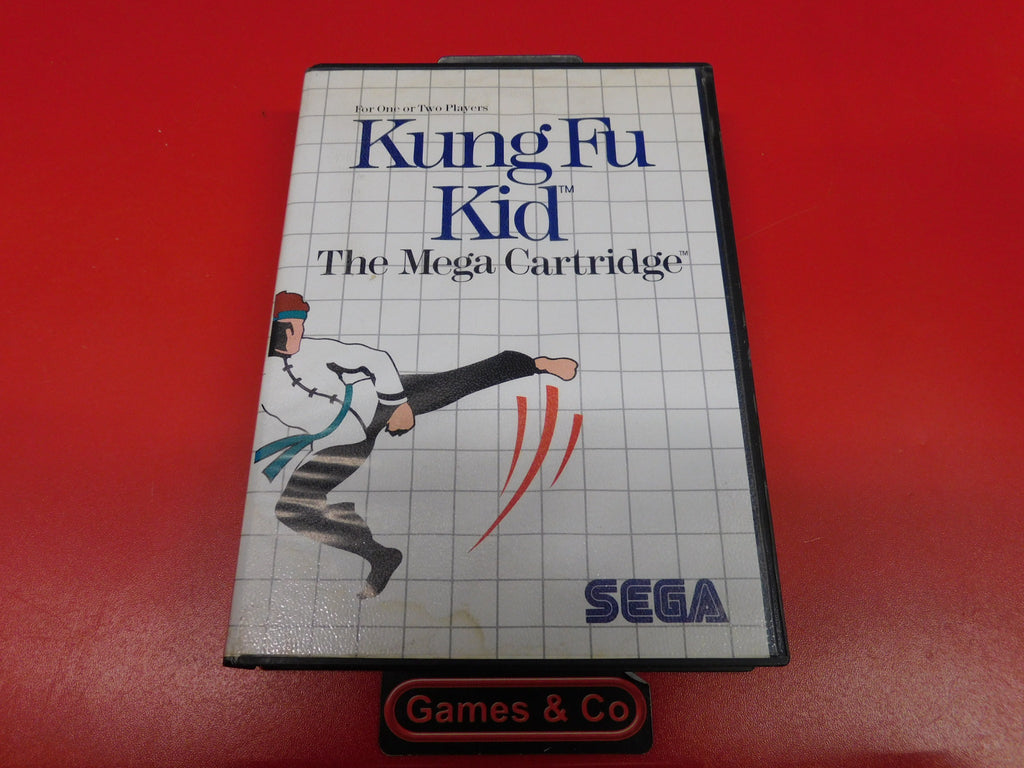 For One or Two Players
Kung Fu
Kid™
The Mega Cartridge™
SEGA
Games & Co